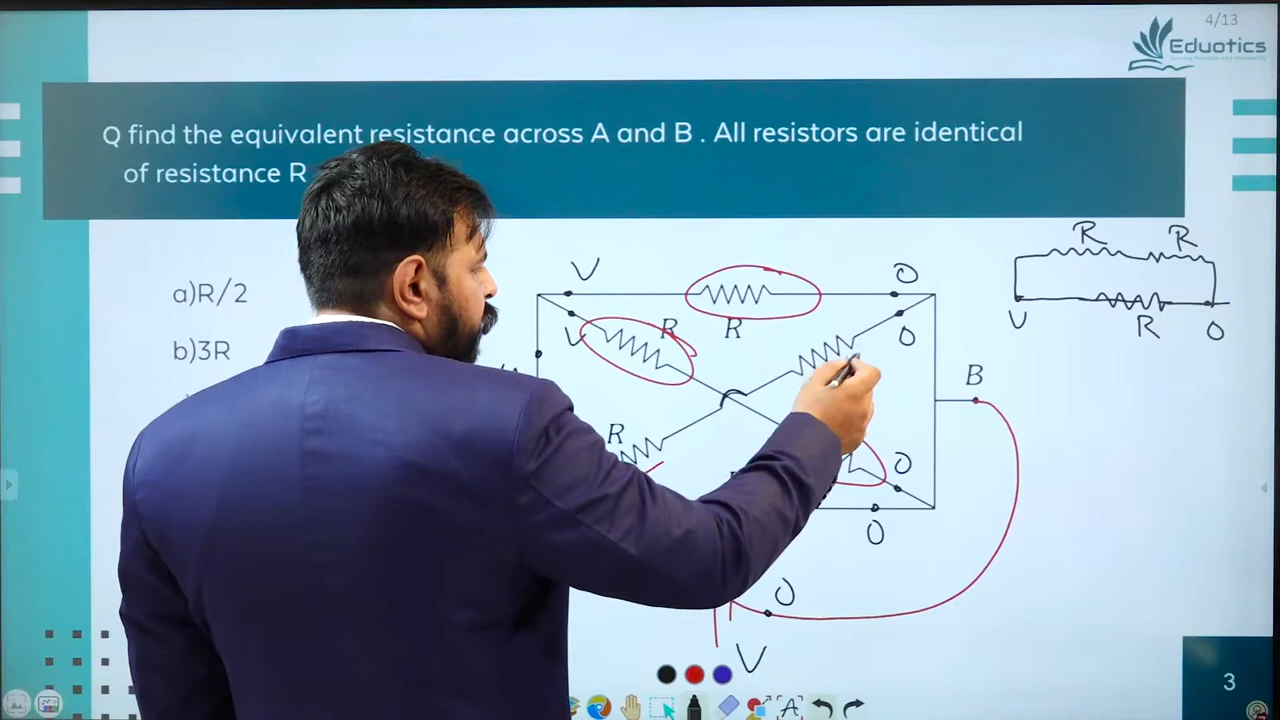 4/13
Eduotics
Q find the equivalent resistance across A and B . All resistors are identical
of resistance R
R R
V R O
a)R/2
b)3R
V O
V R R O
B
R
O
O
O
V
3
A